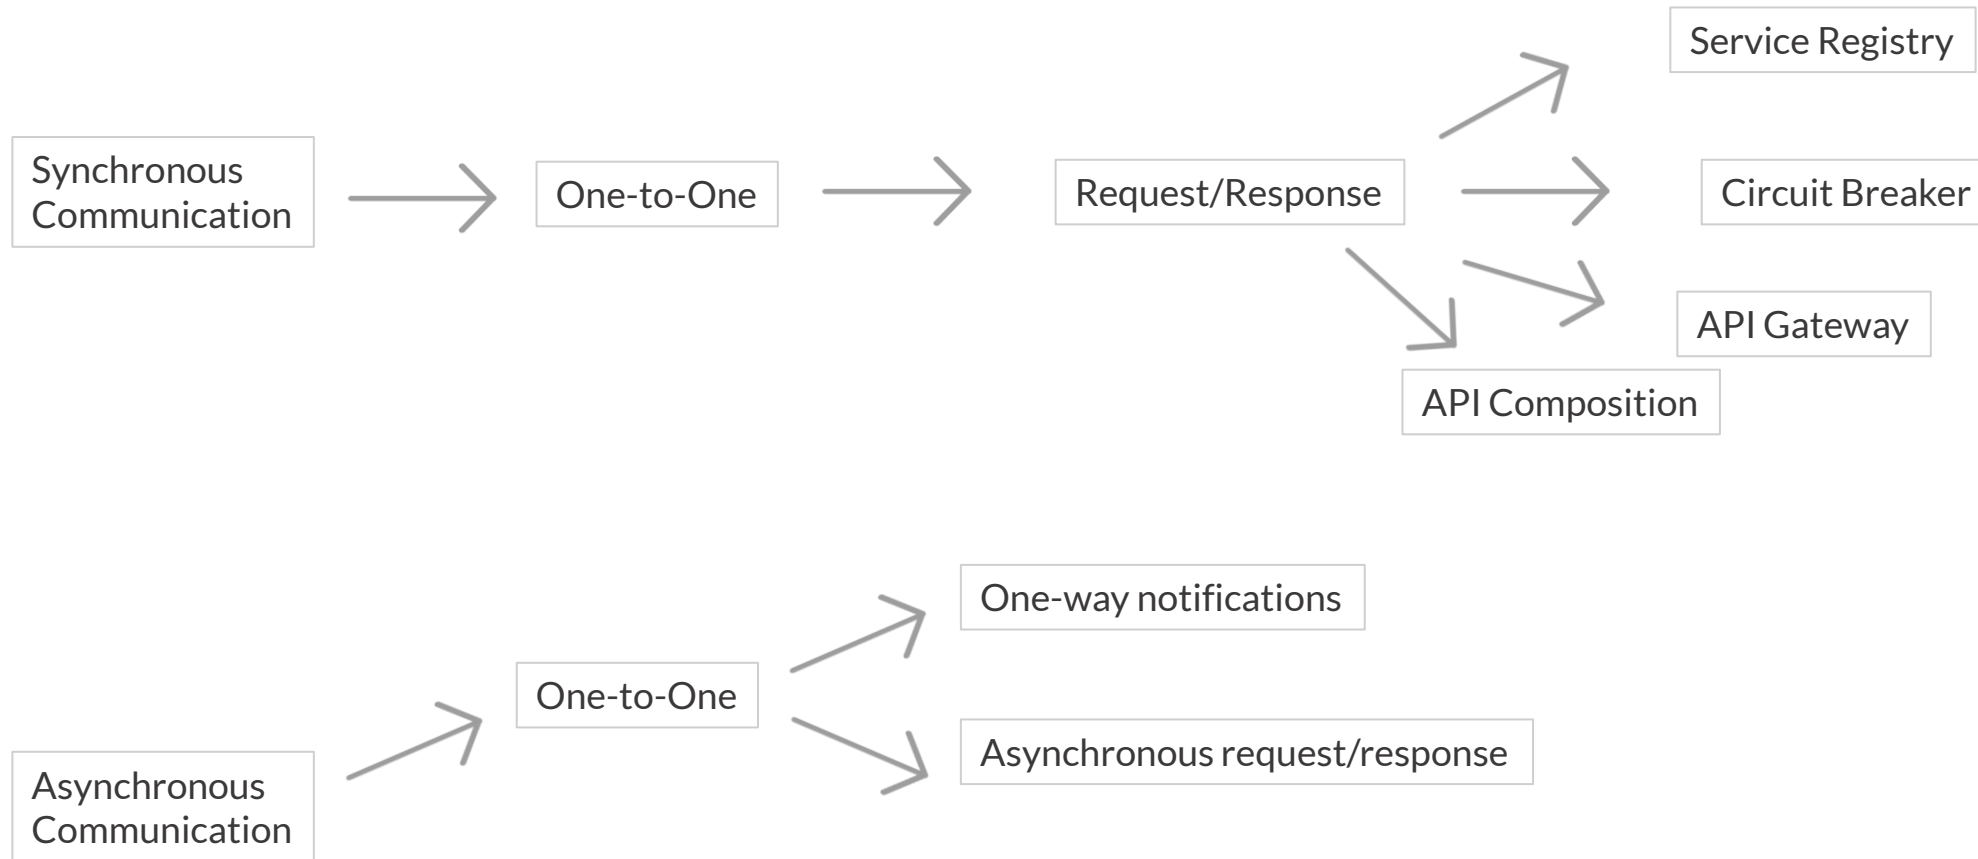 Service Registry
Synchronous
Communication
One-to-One
Request/Response
Circuit Breaker
API Gateway
API Composition
One-way notifications
One-to-One
Asynchronous request/response
Asynchronous
Communication